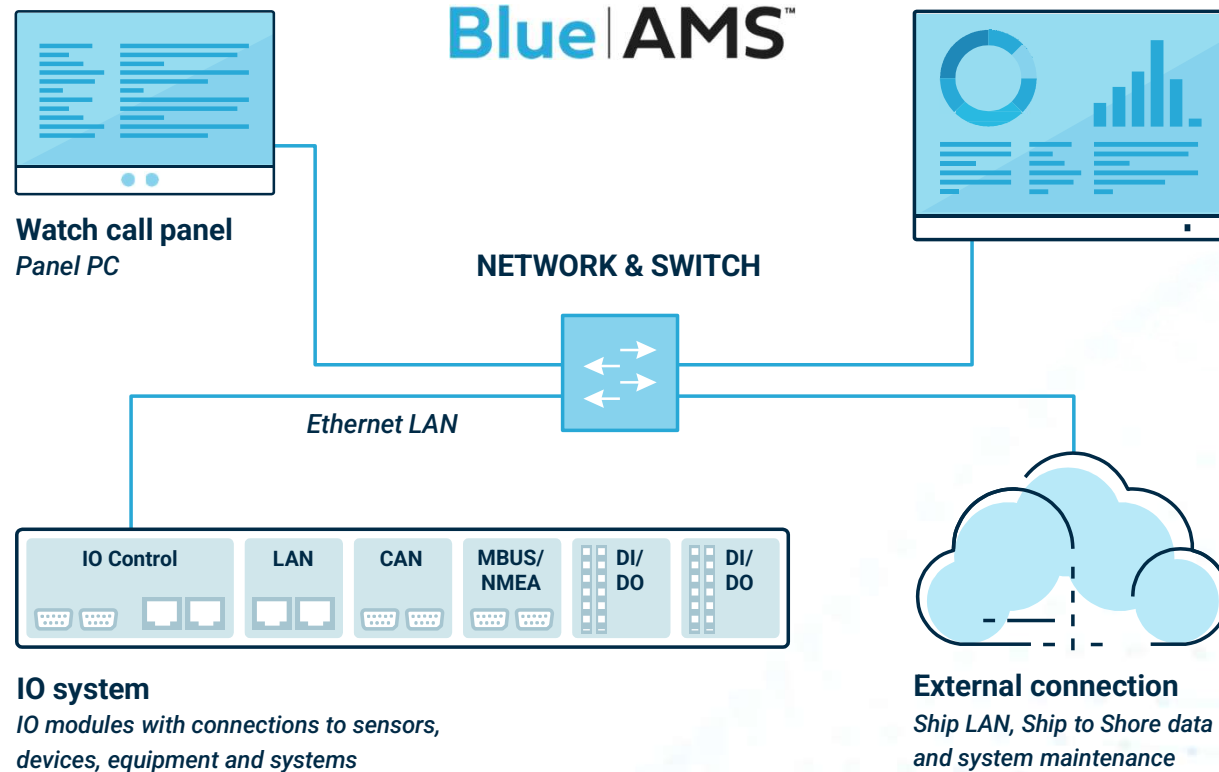 Blue|AMS™
Watch call panel
Panel PC
NETWORK & SWITCH
Ethernet LAN
IO Control
LAN
CAN
MBUS/
NMEA
DI/
DO
DI/
DO
IO system
IO modules with connections to sensors,
devices, equipment and systems
External connection
Ship LAN, Ship to Shore data
and system maintenance